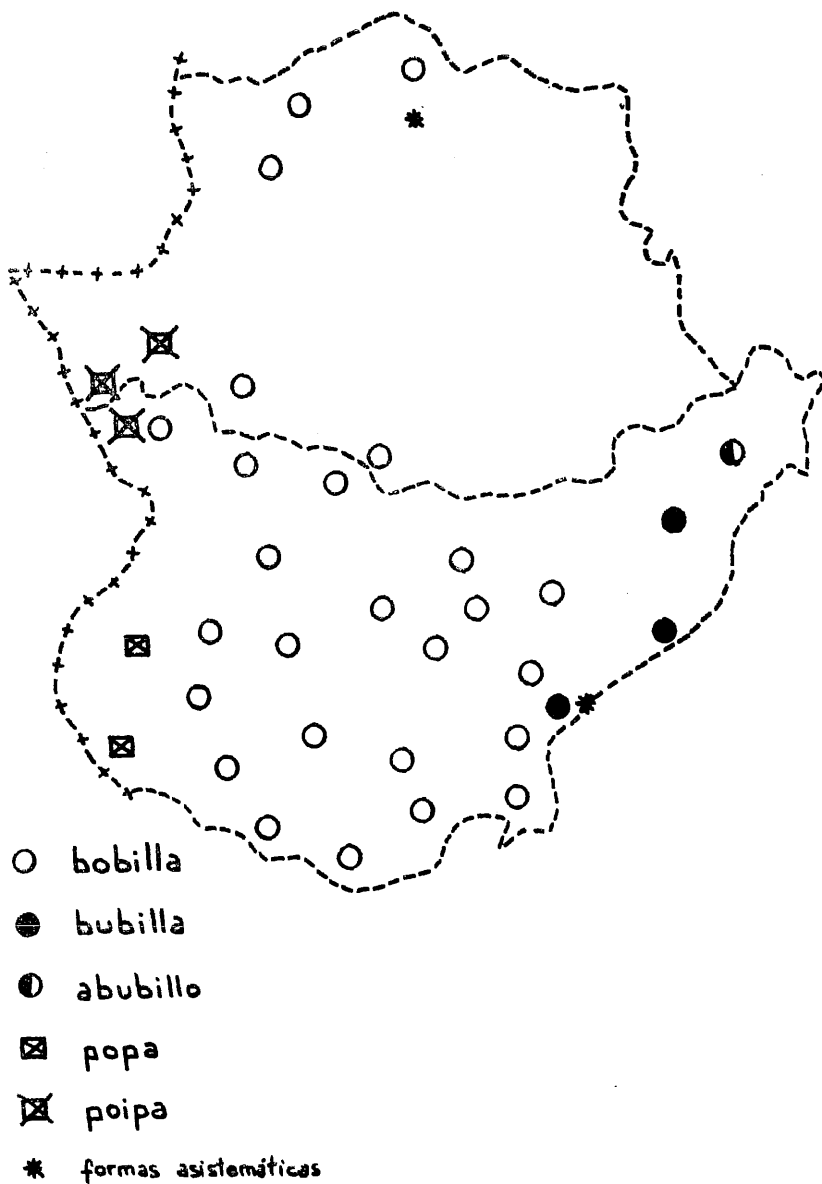 bobilla
bubilla
abubillo
popa
poipa
formas asistemáticas